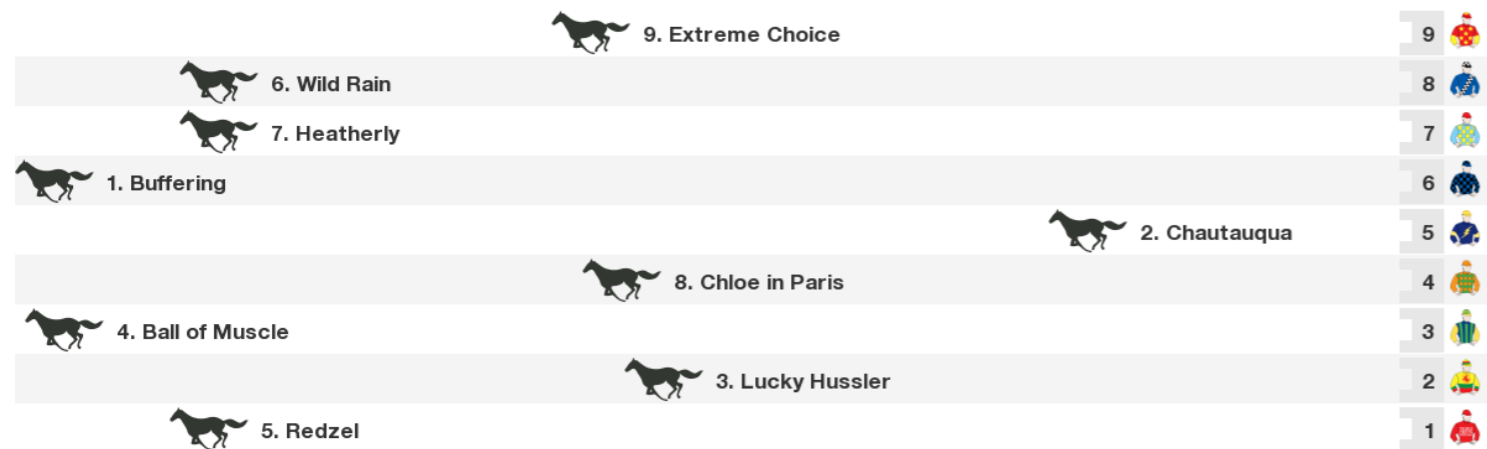 9. Extreme Choice 9
6. Wild Rain 8
7. Heatherly 7
1. Buffering 6
2. Chautauqua 5
8. Chloe in Paris 4
4. Ball of Muscle 3
3. Lucky Hussler 2
5. Redzel 1